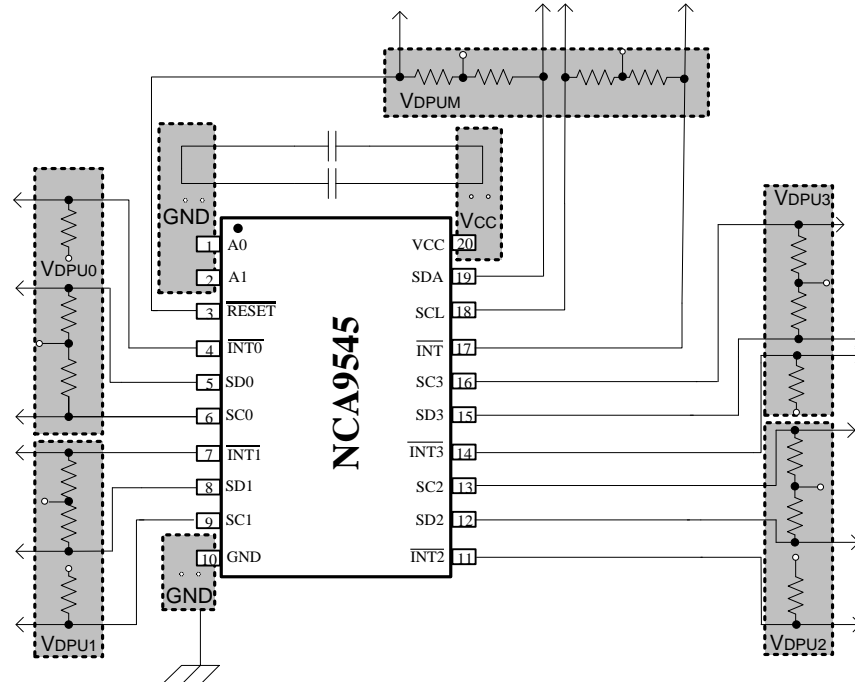 VDPUM
GND
VCC
VDPU3
VDPU0
1 A0
2 A1
3 RESET
4 INT0
5 SD0
6 SC0
7 INT1
8 SD1
9 SC1
10 GND
NCA9545
VCC 20
SDA 19
SCL 18
INT 17
SC3 16
SD3 15
INT3 14
SC2 13
SD2 12
INT2 11
GND
VDPU1
VDPU2